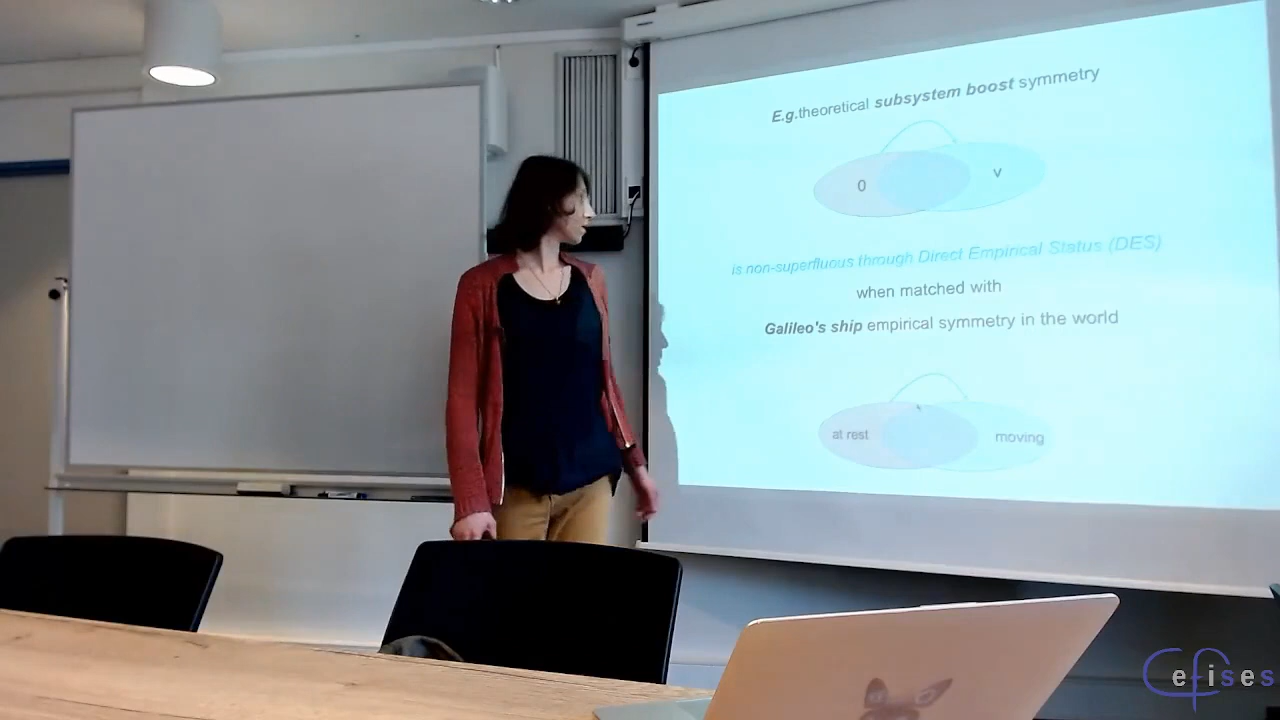 E.g.theoretical subsystem boost symmetry
0
v
is non-superfluous through Direct Empirical Status (DES)
when matched with
Galileo's ship empirical symmetry in the world
at rest
moving
Cefises